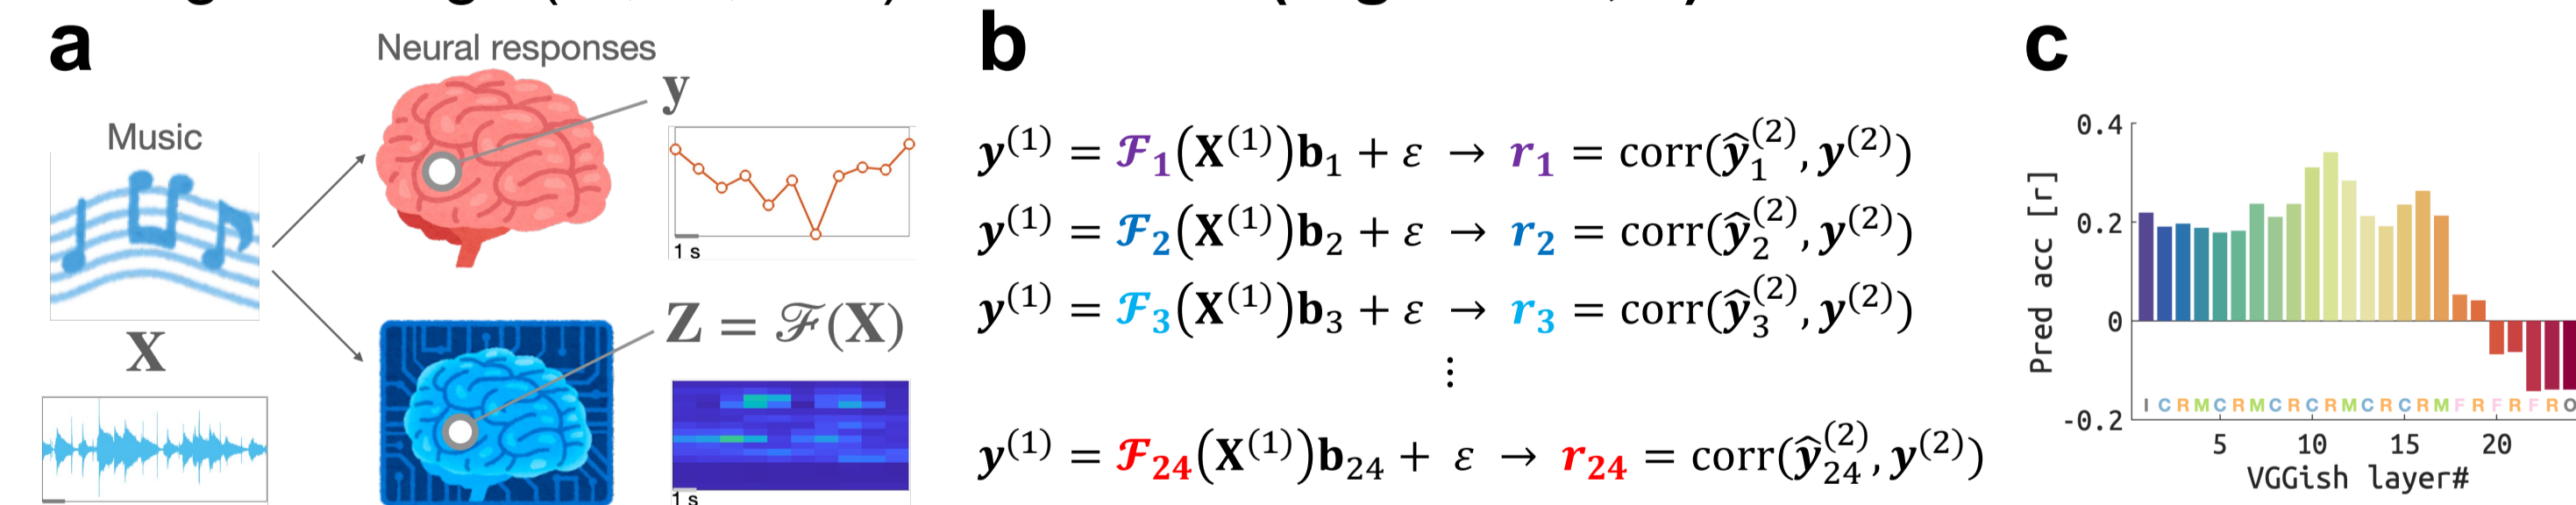 a
Neural responses
y
Music
1 s
X
Z = ℱ(X)
1 s
b
y⁽¹⁾ = ℱ₁(X⁽¹⁾)b₁ + ε → r₁ = corr(ŷ₁⁽²⁾, y⁽²⁾)
y⁽¹⁾ = ℱ₂(X⁽¹⁾)b₂ + ε → r₂ = corr(ŷ₂⁽²⁾, y⁽²⁾)
y⁽¹⁾ = ℱ₃(X⁽¹⁾)b₃ + ε → r₃ = corr(ŷ₃⁽²⁾, y⁽²⁾)
⋮
y⁽¹⁾ = ℱ₂₄(X⁽¹⁾)b₂₄ + ε → r₂₄ = corr(ŷ₂₄⁽²⁾, y⁽²⁾)
c
Pred acc [r]
0.4
0.2
0
-0.2
I C R M C R M C R C R M C R C R M F R F R F R O
5 10 15 20
VGGish layer#